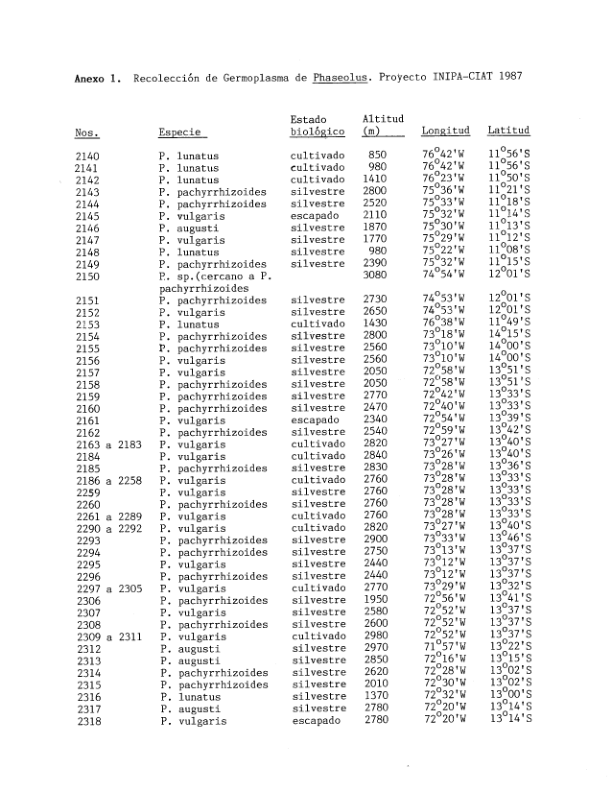 Anexo 1. Recolección de Germoplasma de Phaseolus. Proyecto INIPA-CIAT 1987
Estado Altitud
Nos. Especie biológico (m) Longitud Latitud
2140 P. lunatus cultivado 850 76°42'W 11°56'S
2141 P. lunatus cultivado 980 76°42'W 11°56'S
2142 P. lunatus cultivado 1410 76°23'W 11°50'S
2143 P. pachyrrhizoides silvestre 2800 75°36'W 11°21'S
2144 P. pachyrrhizoides silvestre 2520 75°33'W 11°18'S
2145 P. vulgaris escapado 2110 75°32'W 11°14'S
2146 P. augusti silvestre 1870 75°30'W 11°13'S
2147 P. vulgaris silvestre 1770 75°29'W 11°12'S
2148 P. lunatus silvestre 980 75°22'W 11°08'S
2149 P. pachyrrhizoides silvestre 2390 75°32'W 11°15'S
2150 P. sp.(cercano a P. 3080 74°54'W 12°01'S
pachyrrhizoides
2151 P. pachyrrhizoides silvestre 2730 74°53'W 12°01'S
2152 P. vulgaris silvestre 2650 74°53'W 12°01'S
2153 P. lunatus cultivado 1430 76°38'W 11°49'S
2154 P. pachyrrhizoides silvestre 2800 73°18'W 14°15'S
2155 P. pachyrrhizoides silvestre 2560 73°10'W 14°00'S
2156 P. vulgaris silvestre 2560 73°10'W 14°00'S
2157 P. vulgaris silvestre 2050 72°58'W 13°51'S
2158 P. pachyrrhizoides silvestre 2050 72°58'W 13°51'S
2159 P. pachyrrhizoides silvestre 2770 72°42'W 13°33'S
2160 P. pachyrrhizoides silvestre 2470 72°40'W 13°33'S
2161 P. vulgaris escapado 2340 72°54'W 13°39'S
2162 P. pachyrrhizoides silvestre 2540 72°59'W 13°42'S
2163 a 2183 P. vulgaris cultivado 2820 73°27'W 13°40'S
2184 P. vulgaris cultivado 2840 73°26'W 13°40'S
2185 P. pachyrrhizoides silvestre 2830 73°28'W 13°36'S
2186 a 2258 P. vulgaris cultivado 2760 73°28'W 13°33'S
2259 P. vulgaris silvestre 2760 73°28'W 13°33'S
2260 P. pachyrrhizoides silvestre 2760 73°28'W 13°33'S
2261 a 2289 P. vulgaris cultivado 2760 73°28'W 13°33'S
2290 a 2292 P. vulgaris cultivado 2820 73°27'W 13°40'S
2293 P. pachyrrhizoides silvestre 2900 73°33'W 13°46'S
2294 P. pachyrrhizoides silvestre 2750 73°13'W 13°37'S
2295 P. vulgaris silvestre 2440 73°12'W 13°37'S
2296 P. pachyrrhizoides silvestre 2440 73°12'W 13°37'S
2297 a 2305 P. vulgaris cultivado 2770 73°29'W 13°32'S
2306 P. pachyrrhizoides silvestre 1950 72°56'W 13°41'S
2307 P. vulgaris silvestre 2580 72°52'W 13°37'S
2308 P. pachyrrhizoides silvestre 2600 72°52'W 13°37'S
2309 a 2311 P. vulgaris cultivado 2980 72°52'W 13°37'S
2312 P. augusti silvestre 2970 71°57'W 13°22'S
2313 P. augusti silvestre 2850 72°16'W 13°15'S
2314 P. pachyrrhizoides silvestre 2620 72°28'W 13°02'S
2315 P. pachyrrhizoides silvestre 2010 72°30'W 13°02'S
2316 P. lunatus silvestre 1370 72°32'W 13°00'S
2317 P. augusti silvestre 2780 72°20'W 13°14'S
2318 P. vulgaris escapado 2780 72°20'W 13°14'S